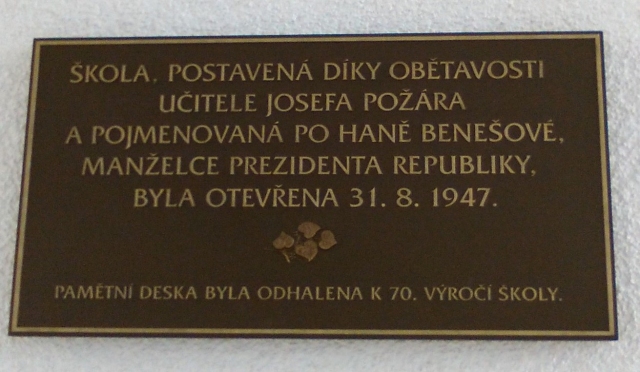 ŠKOLA, POSTAVENÁ DÍKY OBĚTAVOSTI
UČITELE JOSEFA POŽÁRA
A POJMENOVANÁ PO HANĚ BENEŠOVÉ,
MANŽELCE PREZIDENTA REPUBLIKY,
BYLA OTEVŘENA 31. 8. 1947.
PAMĚTNÍ DESKA BYLA ODHALENA K 70. VÝROČÍ ŠKOLY.